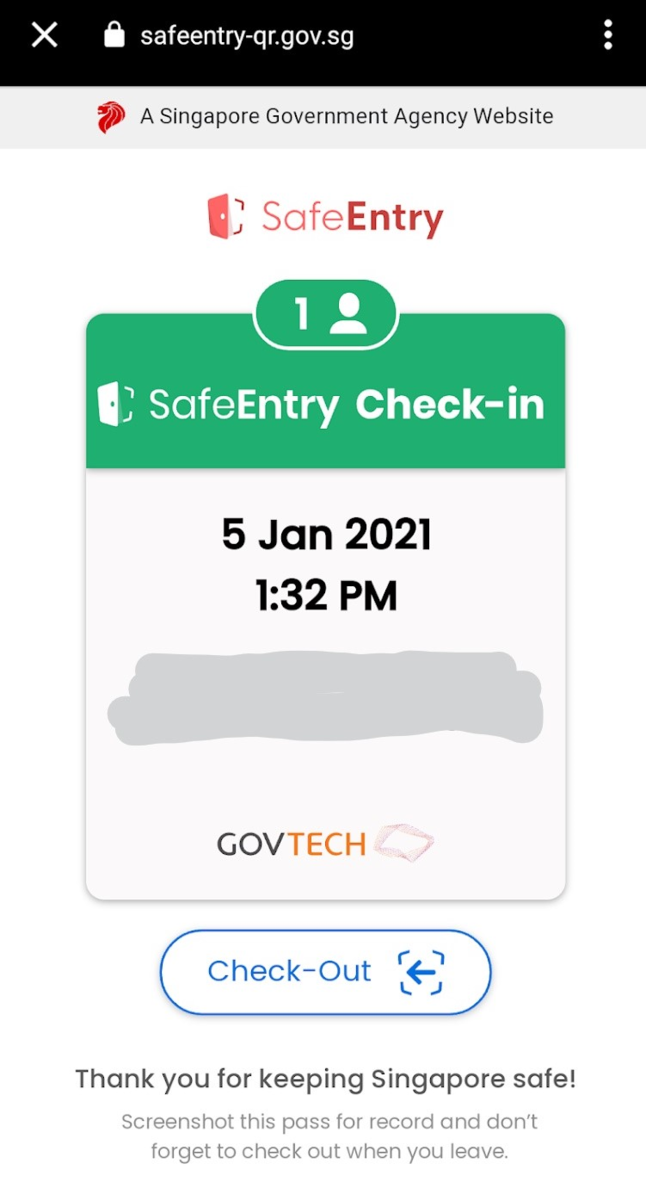 safeentry-qr.gov.sg
A Singapore Government Agency Website
SafeEntry
1
SafeEntry Check-in
5 Jan 2021
1:32 PM
GOVTECH
Check-Out
Thank you for keeping Singapore safe!
Screenshot this pass for record and don't
forget to check out when you leave.